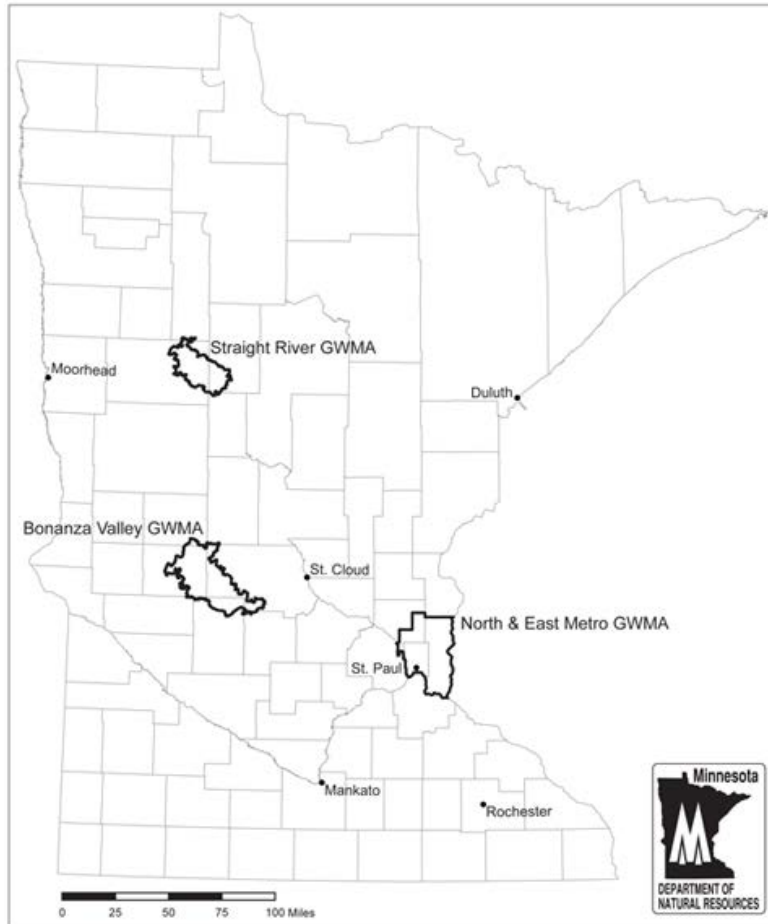 Straight River GWMA
Moorhead
Duluth
Bonanza Valley GWMA
St. Cloud
North & East Metro GWMA
St. Paul
Mankato
Rochester
Minnesota
DEPARTMENT OF
NATURAL RESOURCES
0 25 50 75 100 Miles